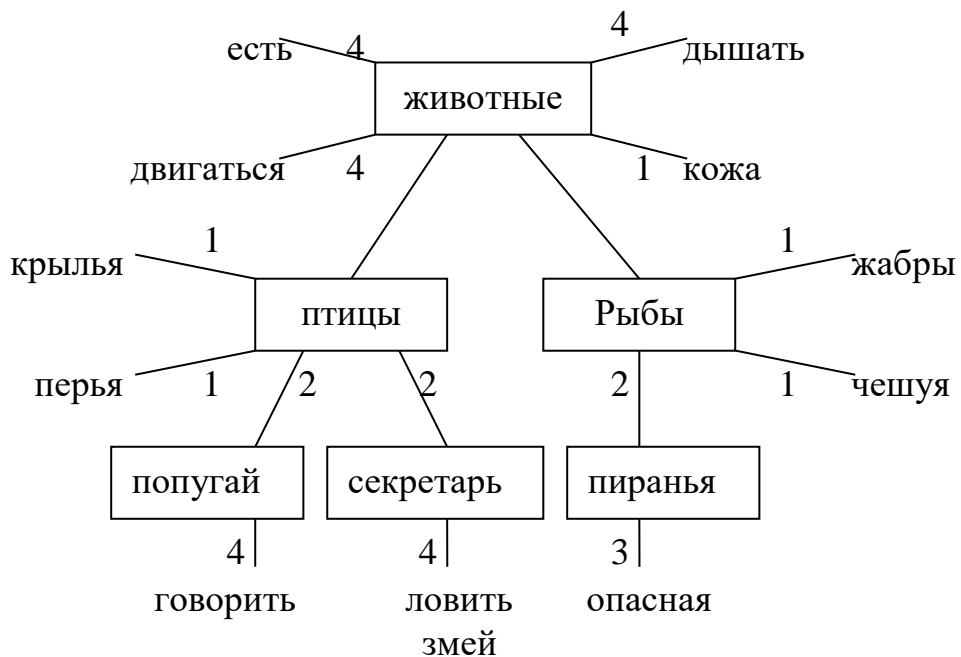 есть 4 4 дышать
животные
двигаться 4 1 кожа
крылья 1 1 жабры
птицы Рыбы
перья 1 2 2 2 1 чешуя
попугай секретарь пиранья
4 4 3
говорить ловить опасная
змей